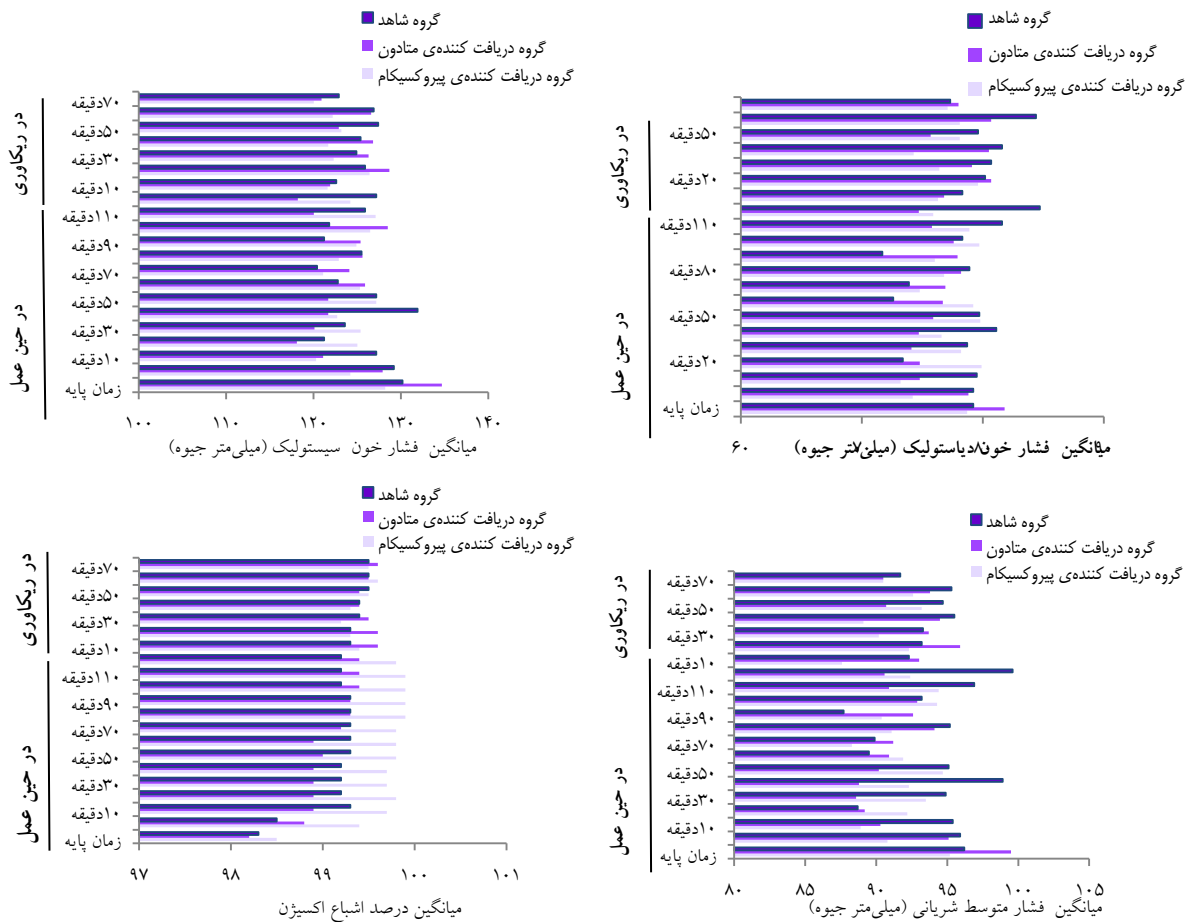 گروه شاهد
گروه دریافت کننده‌ی متادون
گروه دریافت کننده‌ی پیروکسیکام
در ریکاوری
در حین عمل
۷۰دقیقه
۵۰دقیقه
۳۰دقیقه
۱۰دقیقه
۱۱۰دقیقه
۹۰دقیقه
۷۰دقیقه
۵۰دقیقه
۳۰دقیقه
۱۰دقیقه
زمان پایه
۱۰۰ ۱۱۰ ۱۲۰ ۱۳۰ ۱۴۰
میانگین فشار خون سیستولیک (میلی‌متر جیوه)
گروه شاهد
گروه دریافت کننده‌ی متادون
گروه دریافت کننده‌ی پیروکسیکام
در ریکاوری
در حین عمل
۵۰دقیقه
۲۰دقیقه
۱۱۰دقیقه
۸۰دقیقه
۵۰دقیقه
۲۰دقیقه
زمان پایه
۶۰
میانگین فشار خون دیاستولیک (میلی‌متر جیوه)
گروه شاهد
گروه دریافت کننده‌ی متادون
گروه دریافت کننده‌ی پیروکسیکام
در ریکاوری
در حین عمل
۷۰دقیقه
۵۰دقیقه
۳۰دقیقه
۱۰دقیقه
۱۱۰دقیقه
۹۰دقیقه
۷۰دقیقه
۵۰دقیقه
۳۰دقیقه
۱۰دقیقه
زمان پایه
۹۷ ۹۸ ۹۹ ۱۰۰ ۱۰۱
میانگین درصد اشباع اکسیژن
گروه شاهد
گروه دریافت کننده‌ی متادون
گروه دریافت کننده‌ی پیروکسیکام
در ریکاوری
در حین عمل
۷۰دقیقه
۵۰دقیقه
۳۰دقیقه
۱۰دقیقه
۱۱۰دقیقه
۹۰دقیقه
۷۰دقیقه
۵۰دقیقه
۳۰دقیقه
۱۰دقیقه
زمان پایه
۸۰ ۸۵ ۹۰ ۹۵ ۱۰۰ ۱۰۵
میانگین فشار متوسط شریانی (میلی‌متر جیوه)